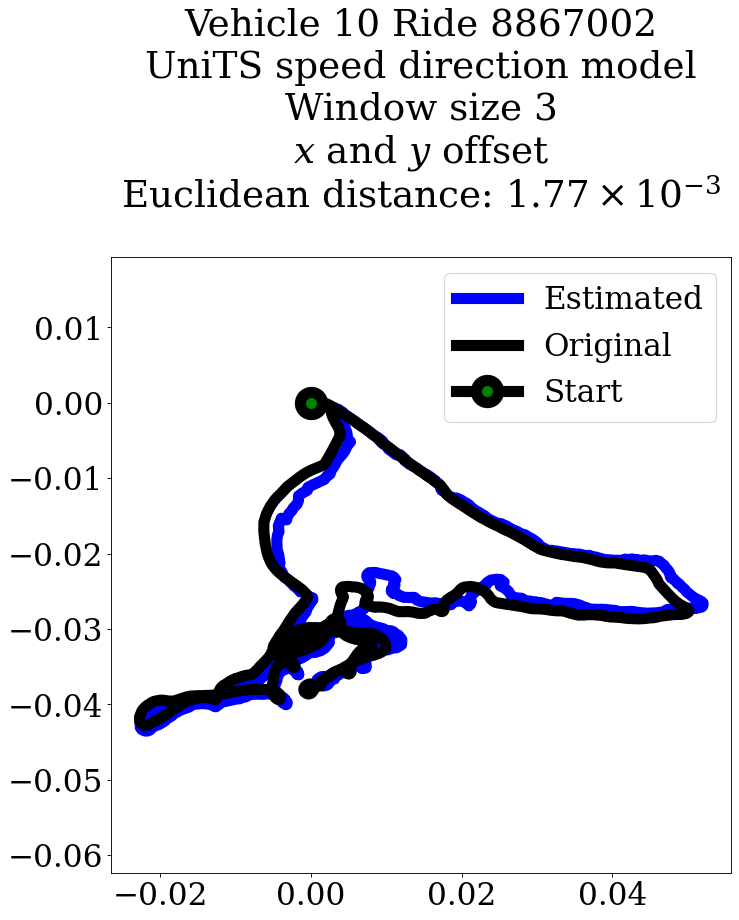 Vehicle 10 Ride 8867002
UniTS speed direction model
Window size 3
x and y offset
Euclidean distance: 1.77 × 10⁻³
Estimated
Original
Start
0.01
0.00
−0.01
−0.02
−0.03
−0.04
−0.05
−0.06
−0.02 0.00 0.02 0.04